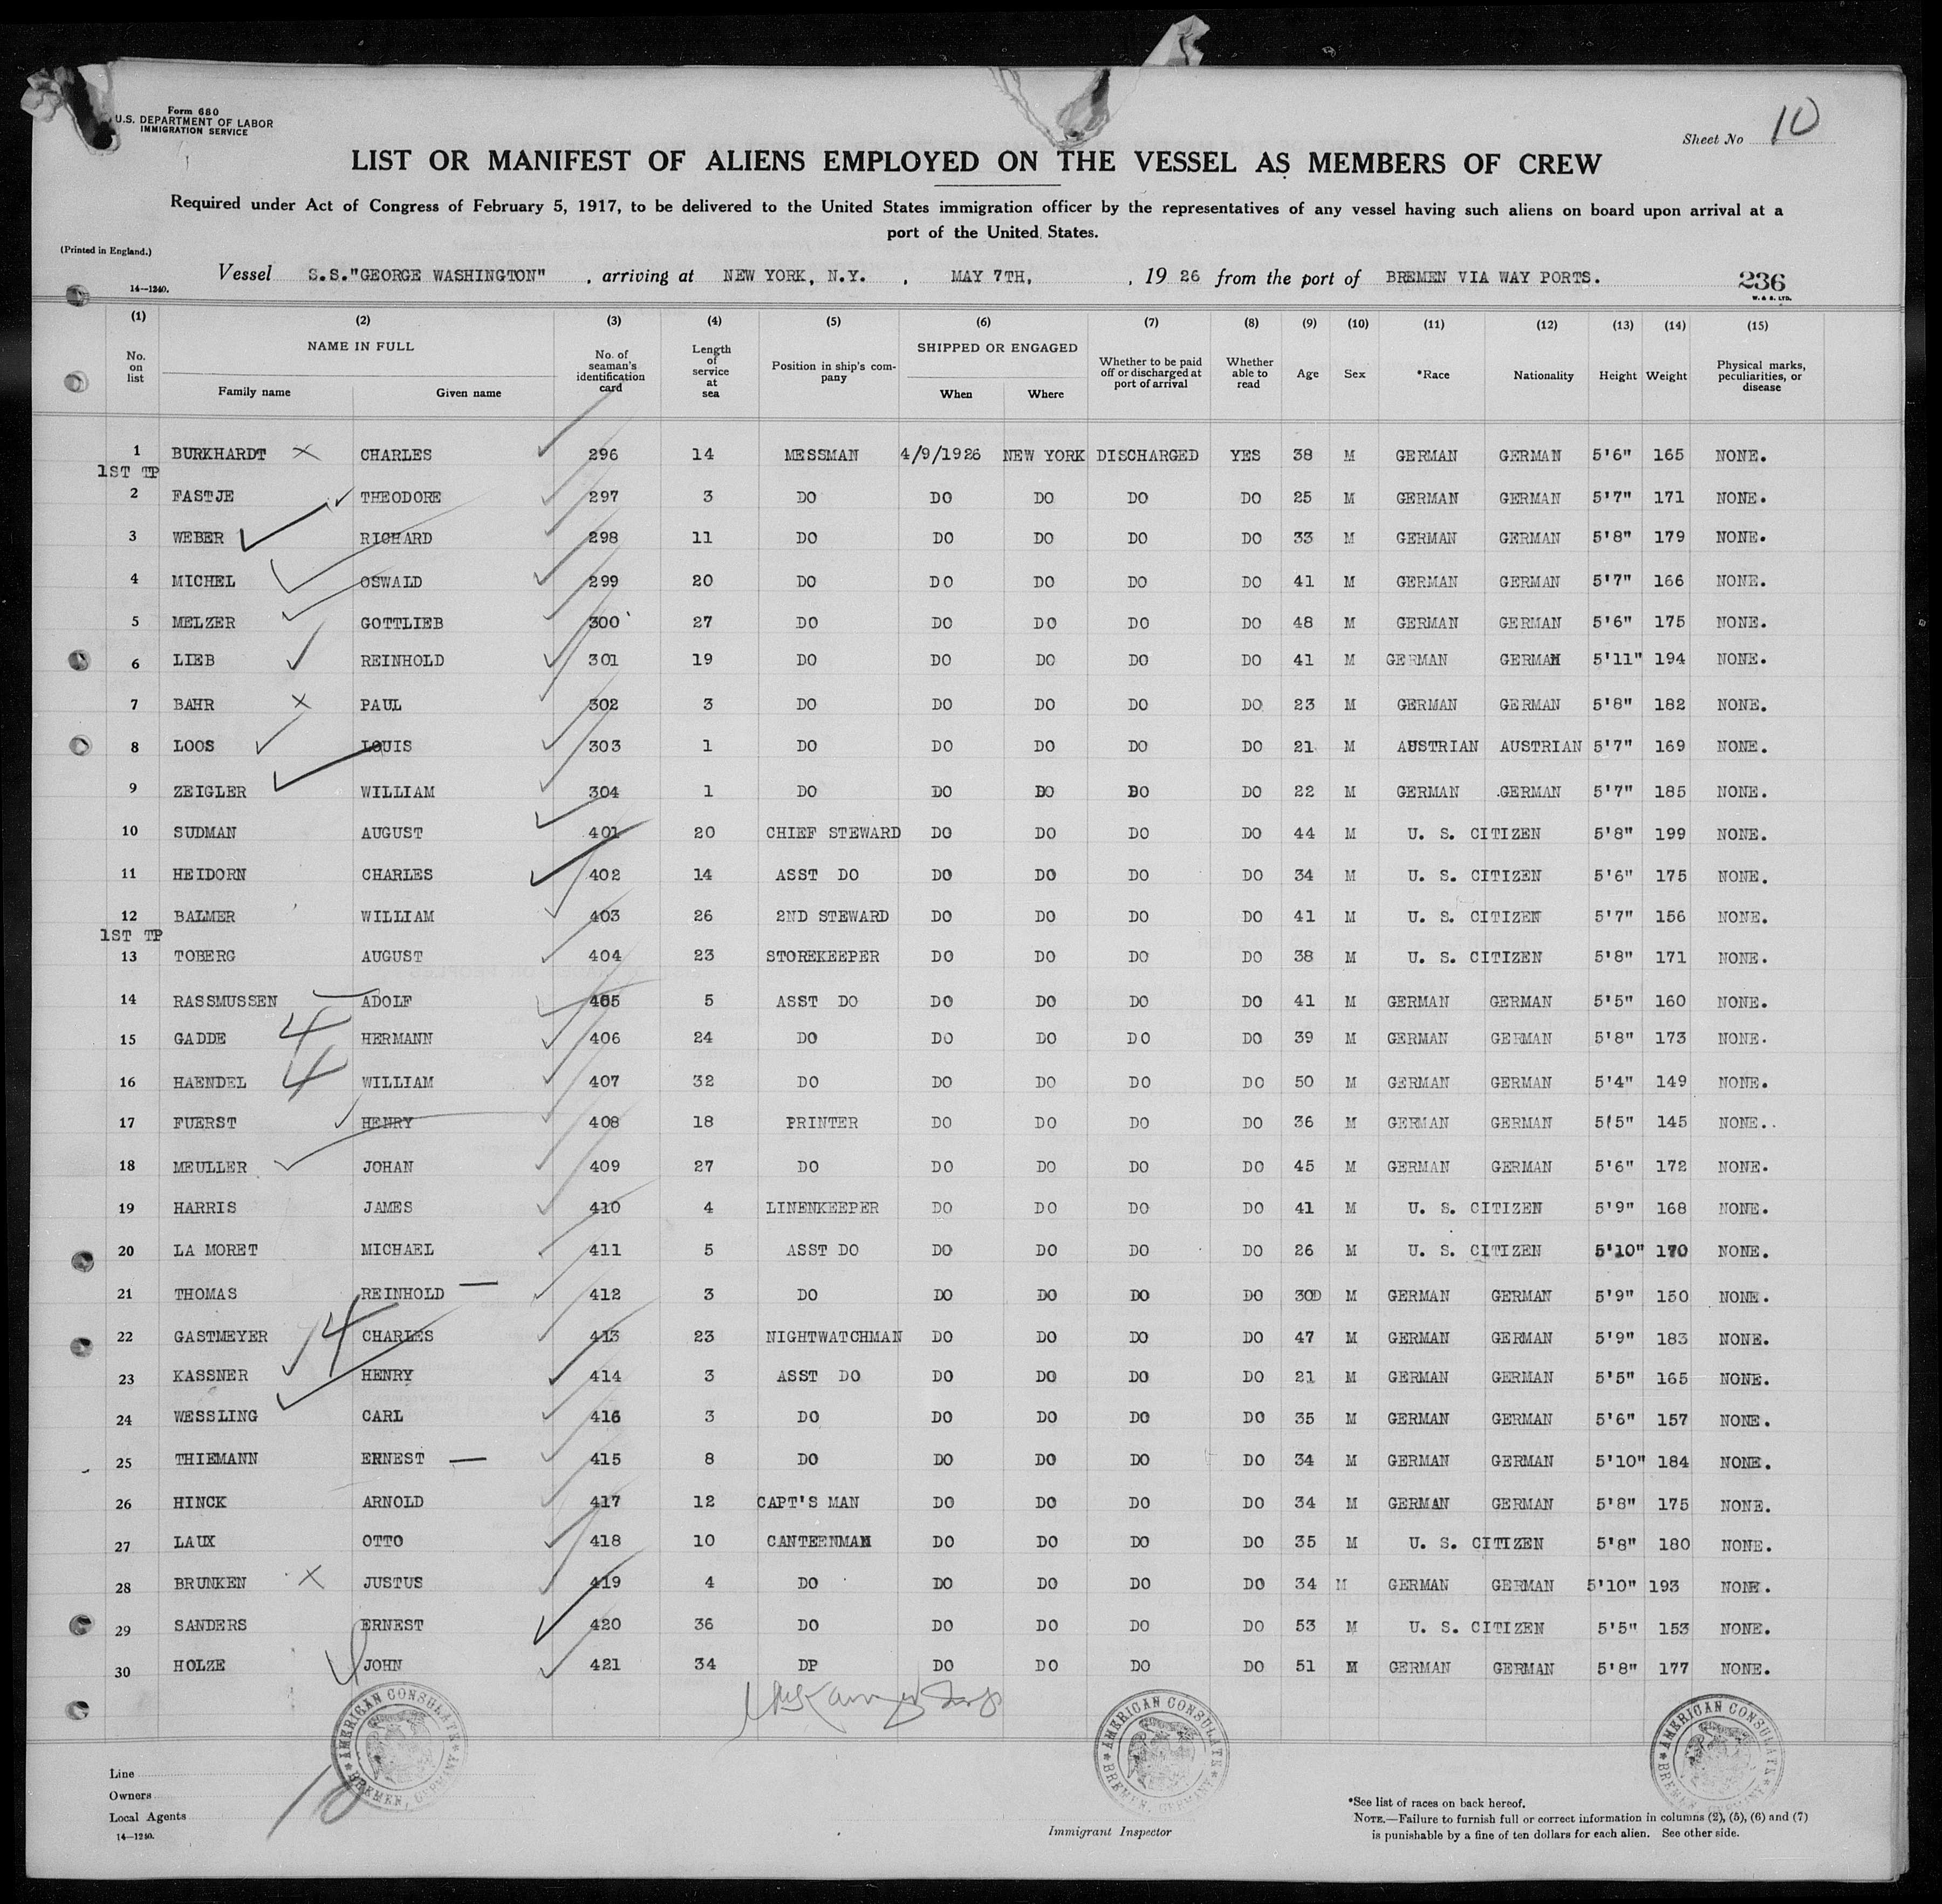 Form 680
U.S. DEPARTMENT OF LABOR
IMMIGRATION SERVICE
Sheet No 10
LIST OR MANIFEST OF ALIENS EMPLOYED ON THE VESSEL AS MEMBERS OF CREW
Required under Act of Congress of February 5, 1917, to be delivered to the United States immigration officer by the representatives of any vessel having such aliens on board upon arrival at a
port of the United States.
(Printed in England.)
Vessel S.S."GEORGE WASHINGTON" , arriving at NEW YORK, N.Y. , MAY 7TH, , 19 26 from the port of BREMEN VIA WAY PORTS. 236
14—1240. W. & S. LTD.
(1) (2) (3) (4) (5) (6) (7) (8) (9) (10) (11) (12) (13) (14) (15)
No. on list NAME IN FULL Family name Given name No. of seaman's identification card Length of service at sea Position in ship's company SHIPPED OR ENGAGED When Where Whether to be paid off or discharged at port of arrival Whether able to read Age Sex *Race Nationality Height Weight Physical marks, peculiarities, or disease
1 BURKHARDT CHARLES 296 14 MESSMAN 4/9/1926 NEW YORK DISCHARGED YES 38 M GERMAN GERMAN 5'6" 165 NONE.
1ST TP
2 FASTJE THEODORE 297 3 DO DO DO DO DO 25 M GERMAN GERMAN 5'7" 171 NONE.
3 WEBER RICHARD 298 11 DO DO DO DO DO 33 M GERMAN GERMAN 5'8" 179 NONE.
4 MICHEL OSWALD 299 20 DO DO DO DO DO 41 M GERMAN GERMAN 5'7" 166 NONE.
5 MELZER GOTTLIEB 300 27 DO DO DO DO DO 48 M GERMAN GERMAN 5'6" 175 NONE.
6 LIEB REINHOLD 301 19 DO DO DO DO DO 41 M GERMAN GERMAN 5'11" 194 NONE.
7 BAHR PAUL 302 3 DO DO DO DO DO 23 M GERMAN GERMAN 5'8" 182 NONE.
8 LOOS LOUIS 303 1 DO DO DO DO DO 21 M AUSTRIAN AUSTRIAN 5'7" 169 NONE.
9 ZEIGLER WILLIAM 304 1 DO DO DO DO DO 22 M GERMAN GERMAN 5'7" 185 NONE.
10 SUDMAN AUGUST 401 20 CHIEF STEWARD DO DO DO DO 44 M U. S. CITIZEN 5'8" 199 NONE.
11 HEIDORN CHARLES 402 14 ASST DO DO DO DO DO 34 M U. S. CITIZEN 5'6" 175 NONE.
12 BALMER WILLIAM 403 26 2ND STEWARD DO DO DO DO 41 M U. S. CITIZEN 5'7" 156 NONE.
1ST TP
13 TOBERG AUGUST 404 23 STOREKEEPER DO DO DO DO 38 M U. S. CITIZEN 5'8" 171 NONE.
14 RASSMUSSEN ADOLF 405 5 ASST DO DO DO DO DO 41 M GERMAN GERMAN 5'5" 160 NONE.
15 GADDE HERMANN 406 24 DO DO DO DO DO 39 M GERMAN GERMAN 5'8" 173 NONE.
16 HAENDEL WILLIAM 407 32 DO DO DO DO DO 50 M GERMAN GERMAN 5'4" 149 NONE.
17 FUERST HENRY 408 18 PRINTER DO DO DO DO 36 M GERMAN GERMAN 5'5" 145 NONE..
18 MEULLER JOHAN 409 27 DO DO DO DO DO 45 M GERMAN GERMAN 5'6" 172 NONE.
19 HARRIS JAMES 410 4 LINENKEEPER DO DO DO DO 41 M U. S. CITIZEN 5'9" 168 NONE.
20 LA MORET MICHAEL 411 5 ASST DO DO DO DO DO 26 M U. S. CITIZEN 5'10" 170 NONE.
21 THOMAS REINHOLD 412 3 DO DO DO DO DO 30 M GERMAN GERMAN 5'9" 150 NONE.
22 GASTMEYER CHARLES 413 23 NIGHTWATCHMAN DO DO DO DO 47 M GERMAN GERMAN 5'9" 183 NONE.
23 KASSNER HENRY 414 3 ASST DO DO DO DO DO 21 M GERMAN GERMAN 5'5" 165 NONE.
24 WESSLING CARL 416 3 DO DO DO DO DO 35 M GERMAN GERMAN 5'6" 157 NONE.
25 THIEMANN ERNEST 415 8 DO DO DO DO DO 34 M GERMAN GERMAN 5'10" 184 NONE.
26 HINCK ARNOLD 417 12 CAPT'S MAN DO DO DO DO 34 M GERMAN GERMAN 5'8" 175 NONE.
27 LAUX OTTO 418 10 CANTEENMAN DO DO DO DO 35 M U. S. CITIZEN 5'8" 180 NONE.
28 BRUNKEN JUSTUS 419 4 DO DO DO DO DO 34 M GERMAN GERMAN 5'10" 193 NONE.
29 SANDERS ERNEST 420 36 DO DO DO DO DO 53 M U. S. CITIZEN 5'5" 153 NONE.
30 HOLZE JOHN 421 34 DP DO DO DO DO 51 M GERMAN GERMAN 5'8" 177 NONE.
AMERICAN CONSULATE BREMEN, GERMANY
AMERICAN CONSULATE BREMEN, GERMANY
AMERICAN CONSULATE BREMEN, GERMANY
Line
Owners
Local Agents
14—1240.
Immigrant Inspector
*See list of races on back hereof.
NOTE.—Failure to furnish full or correct information in columns (2), (5), (6) and (7)
is punishable by a fine of ten dollars for each alien. See other side.